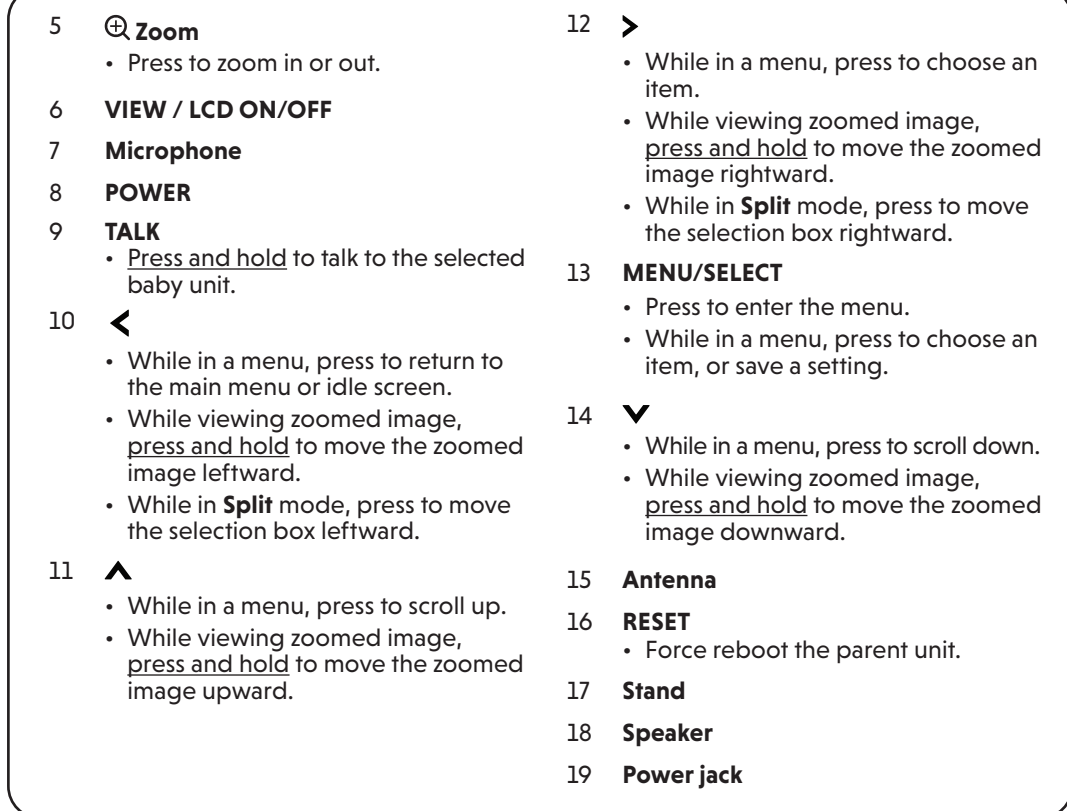 5 Zoom
• Press to zoom in or out.
6 VIEW / LCD ON/OFF
7 Microphone
8 POWER
9 TALK
• Press and hold to talk to the selected
baby unit.
10 <
• While in a menu, press to return to
the main menu or idle screen.
• While viewing zoomed image,
press and hold to move the zoomed
image leftward.
• While in Split mode, press to move
the selection box leftward.
11 ∧
• While in a menu, press to scroll up.
• While viewing zoomed image,
press and hold to move the zoomed
image upward.
12 >
• While in a menu, press to choose an
item.
• While viewing zoomed image,
press and hold to move the zoomed
image rightward.
• While in Split mode, press to move
the selection box rightward.
13 MENU/SELECT
• Press to enter the menu.
• While in a menu, press to choose an
item, or save a setting.
14 ∨
• While in a menu, press to scroll down.
• While viewing zoomed image,
press and hold to move the zoomed
image downward.
15 Antenna
16 RESET
• Force reboot the parent unit.
17 Stand
18 Speaker
19 Power jack